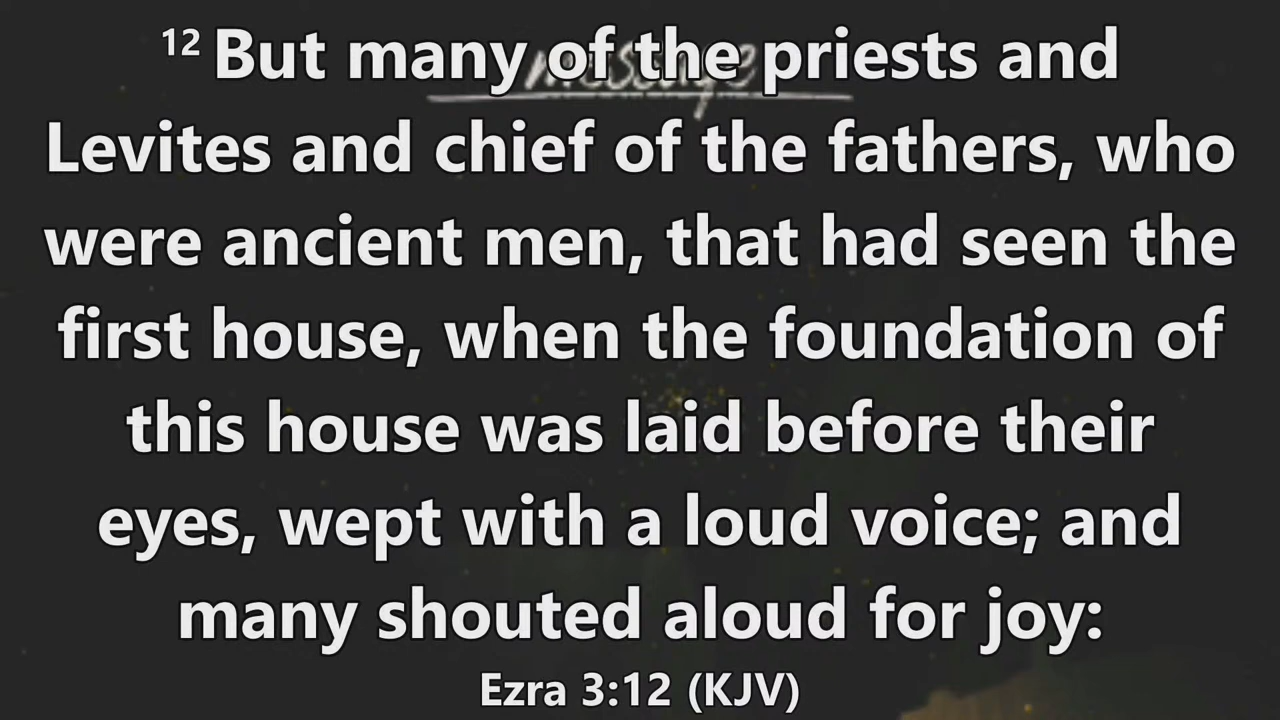 message
12 But many of the priests and
Levites and chief of the fathers, who
were ancient men, that had seen the
first house, when the foundation of
this house was laid before their
eyes, wept with a loud voice; and
many shouted aloud for joy:
Ezra 3:12 (KJV)